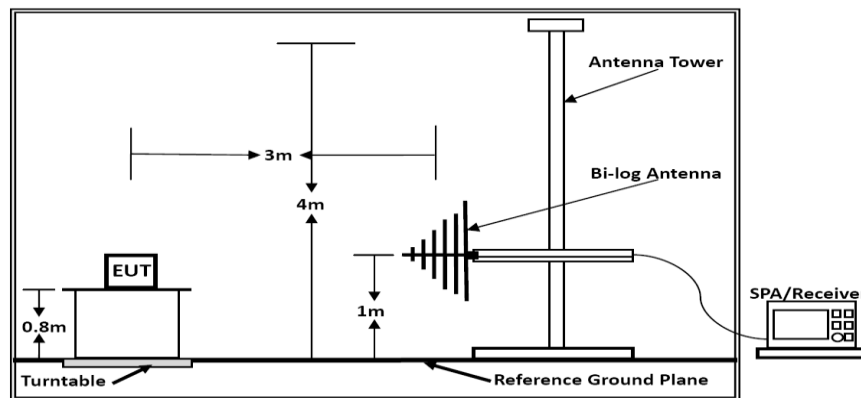 Antenna Tower
3m
Bi-log Antenna
4m
EUT
SPA/Receive
0.8m
1m
Turntable
Reference Ground Plane